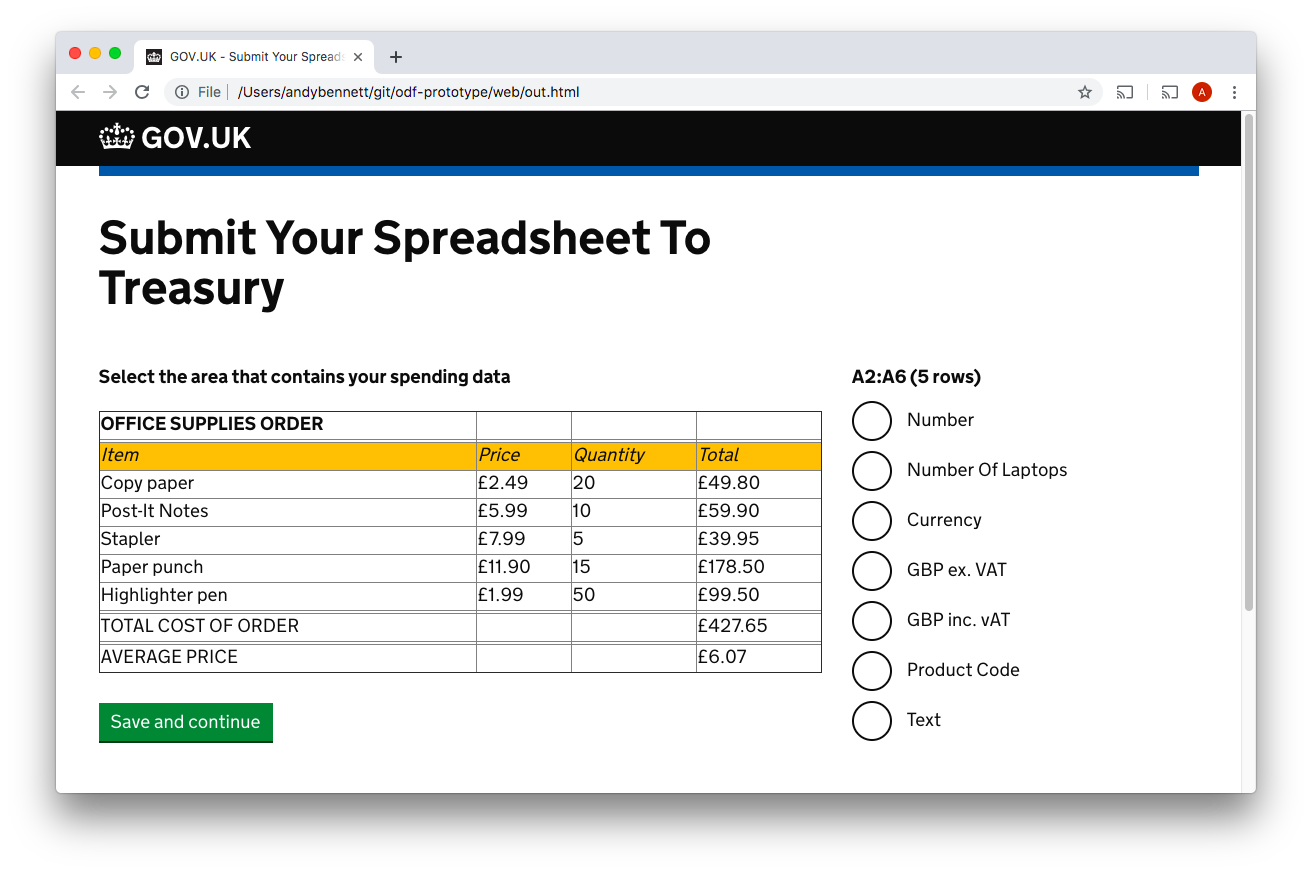 GOV.UK - Submit Your Spreads
File
/Users/andybennett/git/odf-prototype/web/out.html
A
GOV.UK
Submit Your Spreadsheet To
Treasury
Select the area that contains your spending data
OFFICE SUPPLIES ORDER
Item Price Quantity Total
Copy paper £2.49 20 £49.80
Post-It Notes £5.99 10 £59.90
Stapler £7.99 5 £39.95
Paper punch £11.90 15 £178.50
Highlighter pen £1.99 50 £99.50
TOTAL COST OF ORDER £427.65
AVERAGE PRICE £6.07
Save and continue
A2:A6 (5 rows)
Number
Number Of Laptops
Currency
GBP ex. VAT
GBP inc. vAT
Product Code
Text